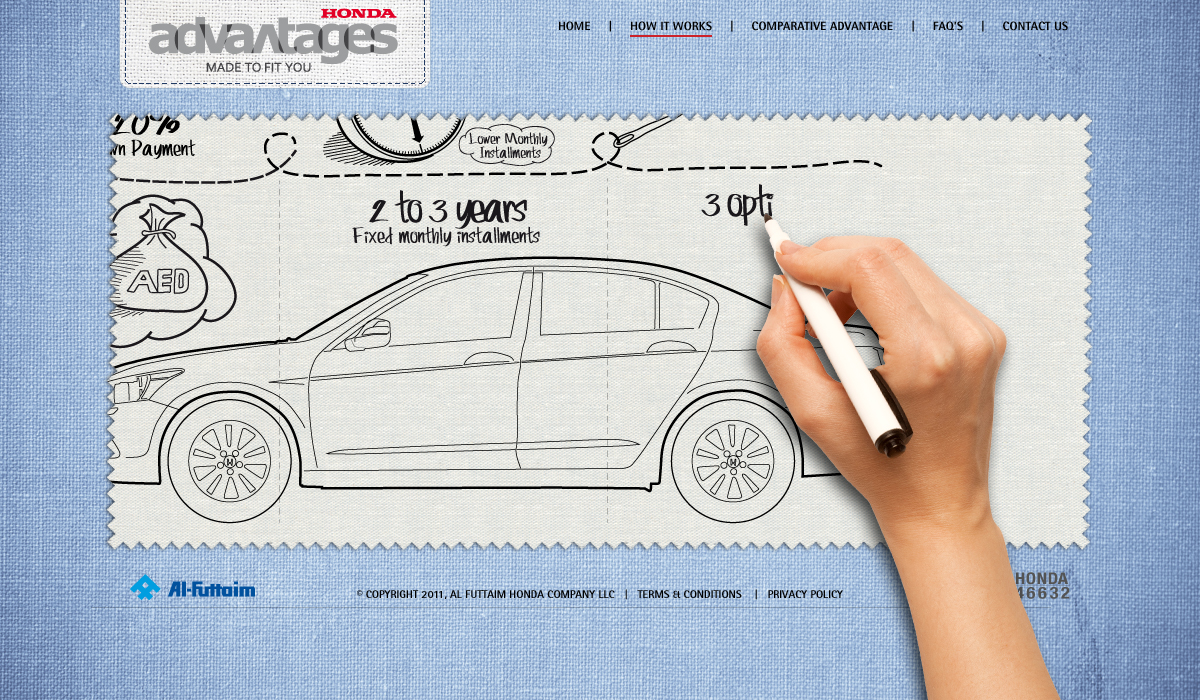 HONDA
advantages
MADE TO FIT YOU
HOME | HOW IT WORKS | COMPARATIVE ADVANTAGE | FAQ'S | CONTACT US
20%
wn Payment
Lower Monthly
Installments
2 to 3 years
Fixed monthly installments
3 opti
AED
H
H
Al-Futtaim
© COPYRIGHT 2011, AL FUTTAIM HONDA COMPANY LLC | TERMS & CONDITIONS | PRIVACY POLICY
HONDA
46632